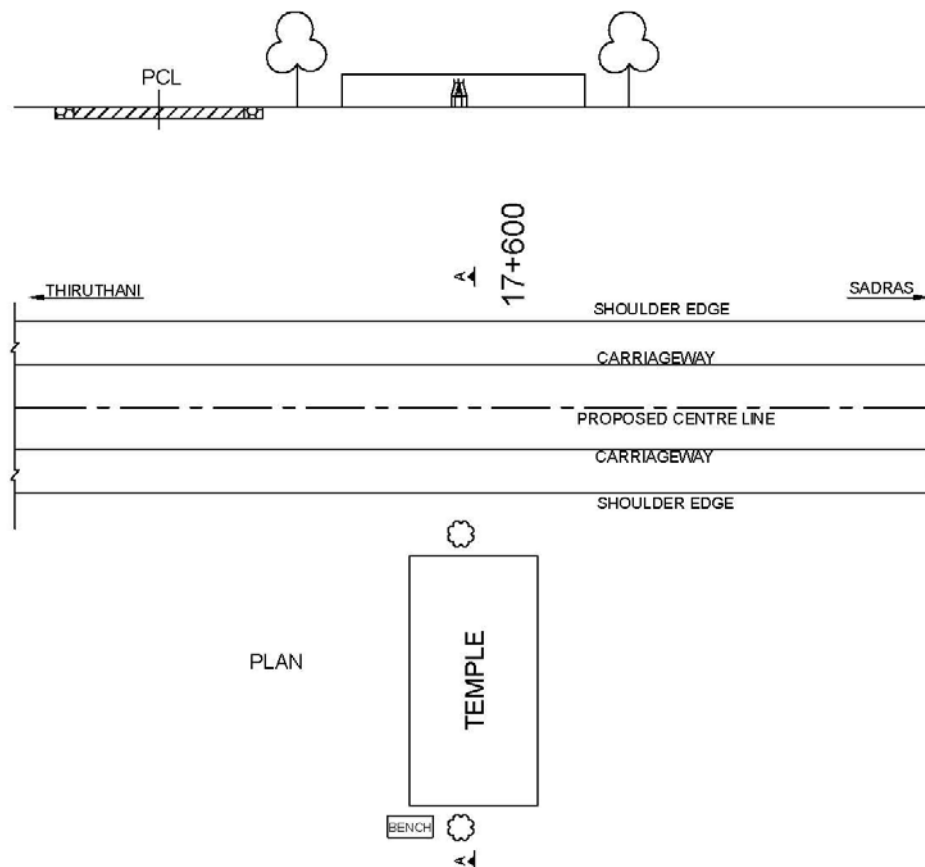 PCL
17+600
A
THIRUTHANI
SADRAS
SHOULDER EDGE
CARRIAGEWAY
PROPOSED CENTRE LINE
CARRIAGEWAY
SHOULDER EDGE
TEMPLE
PLAN
BENCH
A